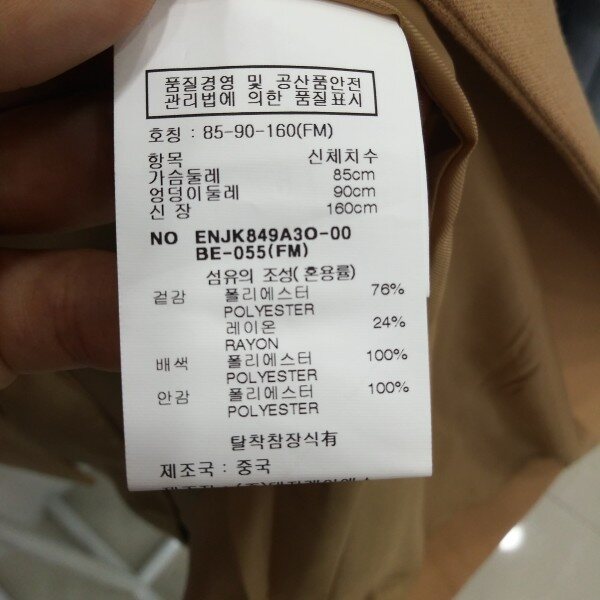 품질경영 및 공산품안전
관리법에 의한 품질표시
호칭 : 85-90-160(FM)
항목 신체치수
가슴둘레 85cm
엉덩이둘레 90cm
신 장 160cm
NO ENJK849A3O-00
BE-055(FM)
섬유의 조성( 혼용률)
겉감 폴리에스터 76%
POLYESTER
레이온 24%
RAYON
배색 폴리에스터 100%
POLYESTER
안감 폴리에스터 100%
POLYESTER
탈착참장식有
제조국 : 중국